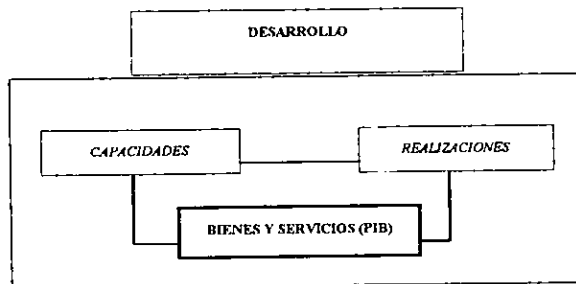 DESARROLLO
CAPACIDADES
REALIZACIONES
BIENES Y SERVICIOS (PIB)